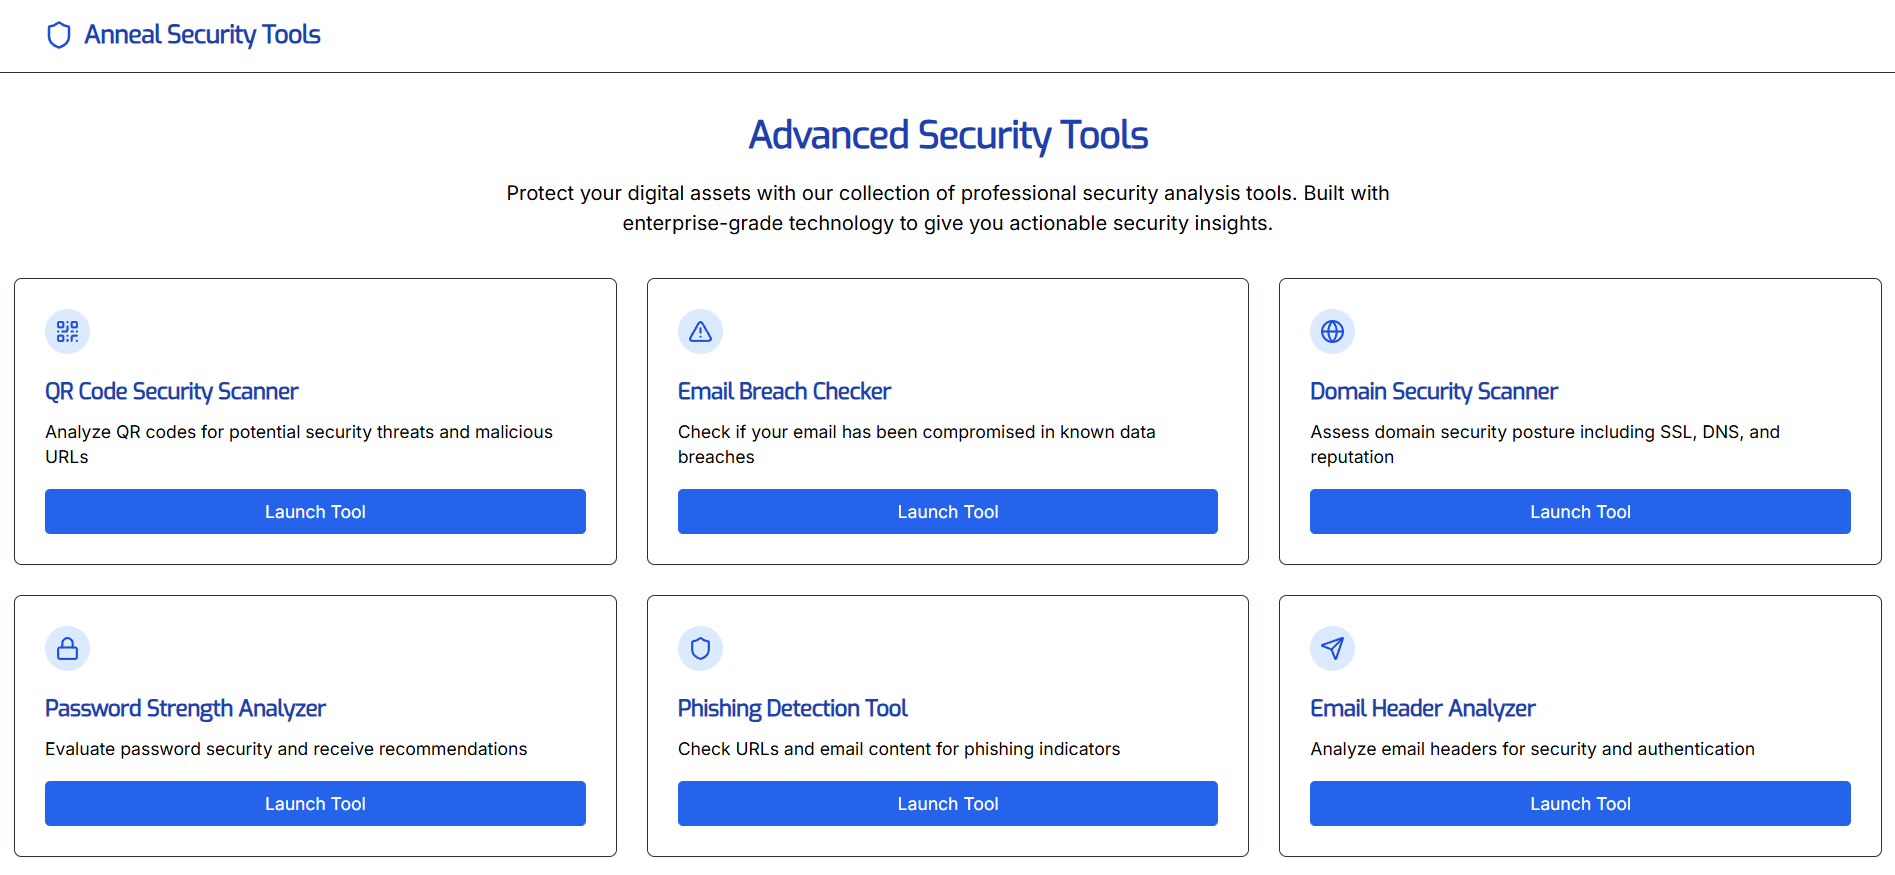 Anneal Security Tools
Advanced Security Tools
Protect your digital assets with our collection of professional security analysis tools. Built with
enterprise-grade technology to give you actionable security insights.
QR Code Security Scanner
Analyze QR codes for potential security threats and malicious
URLs
Launch Tool
Email Breach Checker
Check if your email has been compromised in known data
breaches
Launch Tool
Domain Security Scanner
Assess domain security posture including SSL, DNS, and
reputation
Launch Tool
Password Strength Analyzer
Evaluate password security and receive recommendations
Launch Tool
Phishing Detection Tool
Check URLs and email content for phishing indicators
Launch Tool
Email Header Analyzer
Analyze email headers for security and authentication
Launch Tool